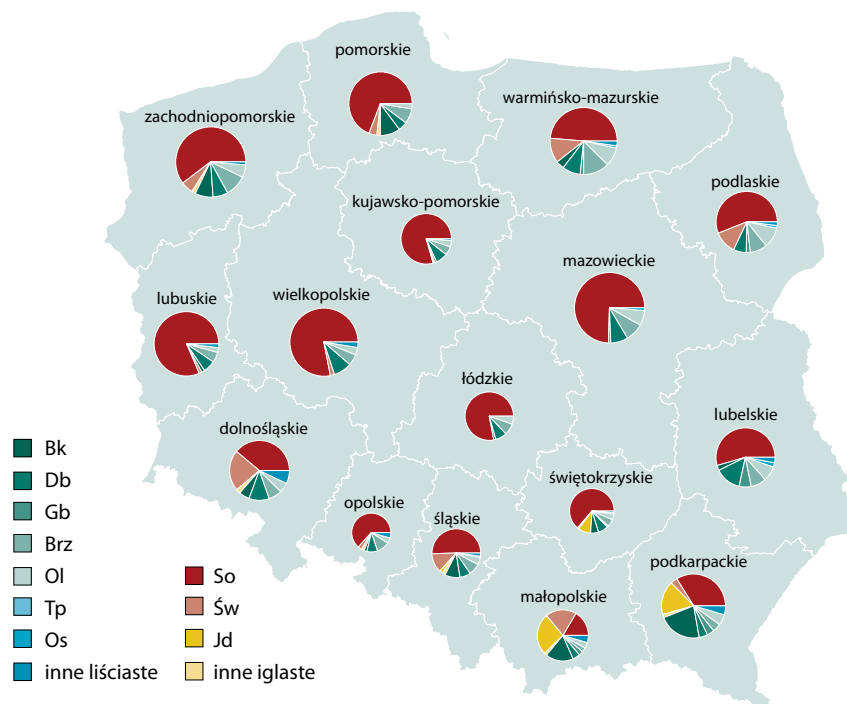 pomorskie
warmińsko-mazurskie
zachodniopomorskie
podlaskie
kujawsko-pomorskie
mazowieckie
lubuskie
wielkopolskie
łódzkie
lubelskie
dolnośląskie
świętokrzyskie
opolskie
śląskie
podkarpackie
małopolskie
Bk
Db
Gb
Brz
Ol
Tp
Os
inne liściaste
So
Św
Jd
inne iglaste